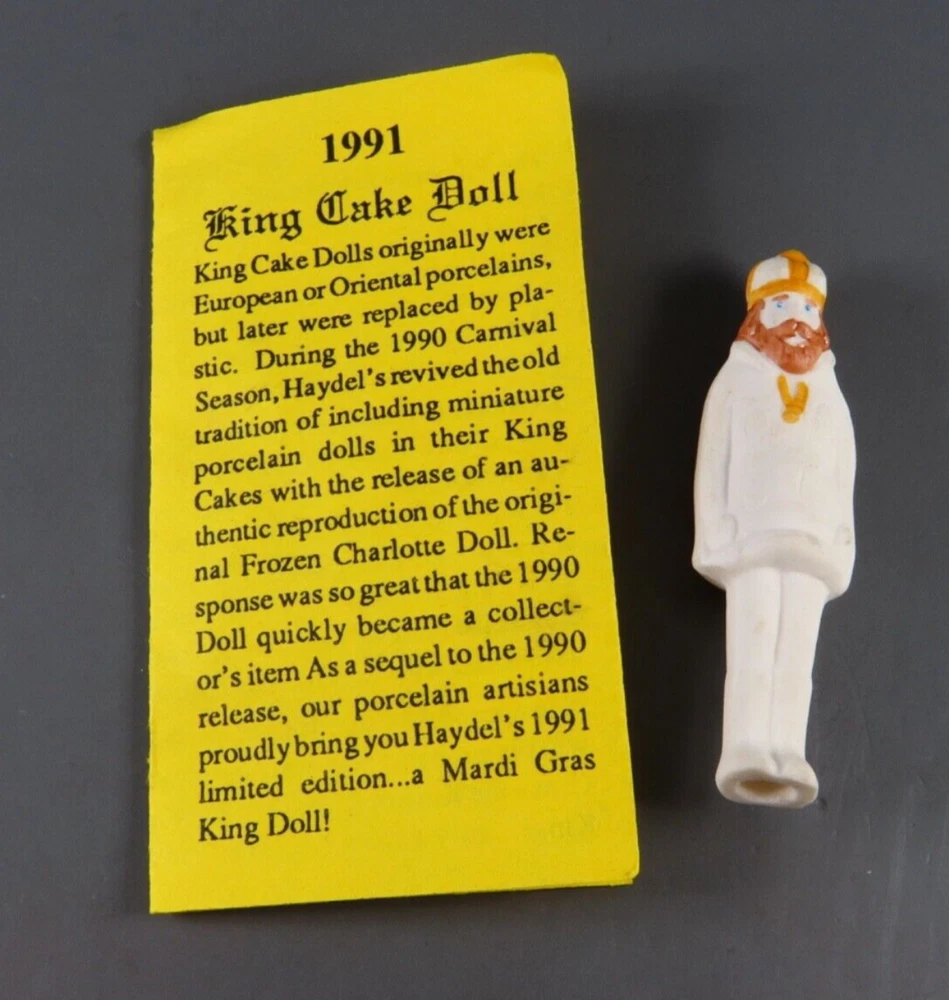 1991
King Cake Doll
King Cake Dolls originally were
European or Oriental porcelains,
but later were replaced by pla-
stic. During the 1990 Carnival
Season, Haydel's revived the old
tradition of including miniature
porcelain dolls in their King
Cakes with the release of an au-
thentic reproduction of the origi-
nal Frozen Charlotte Doll. Re-
sponse was so great that the 1990
Doll quickly became a collect-
or's item As a sequel to the 1990
release, our porcelain artisians
proudly bring you Haydel's 1991
limited edition...a Mardi Gras
King Doll!